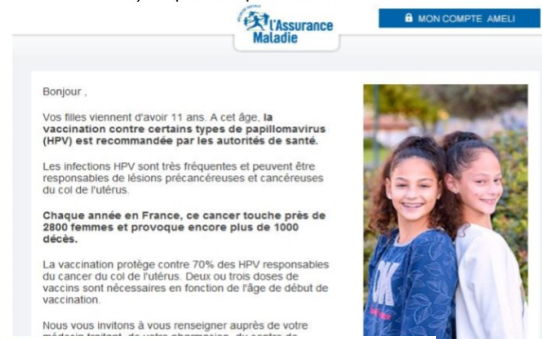 l'Assurance
Maladie
MON COMPTE AMELI
Bonjour ,
Vos filles viennent d'avoir 11 ans. A cet âge, la
vaccination contre certains types de papillomavirus
(HPV) est recommandée par les autorités de santé.
Les infections HPV sont très fréquentes et peuvent être
responsables de lésions précancéreuses et cancéreuses
du col de l'utérus.
Chaque année en France, ce cancer touche près de
2800 femmes et provoque encore plus de 1000
décès.
La vaccination protège contre 70% des HPV responsables
du cancer du col de l'utérus. Deux ou trois doses de
vaccins sont nécessaires en fonction de l'âge de début de
vaccination.
Nous vous invitons à vous renseigner auprès de votre